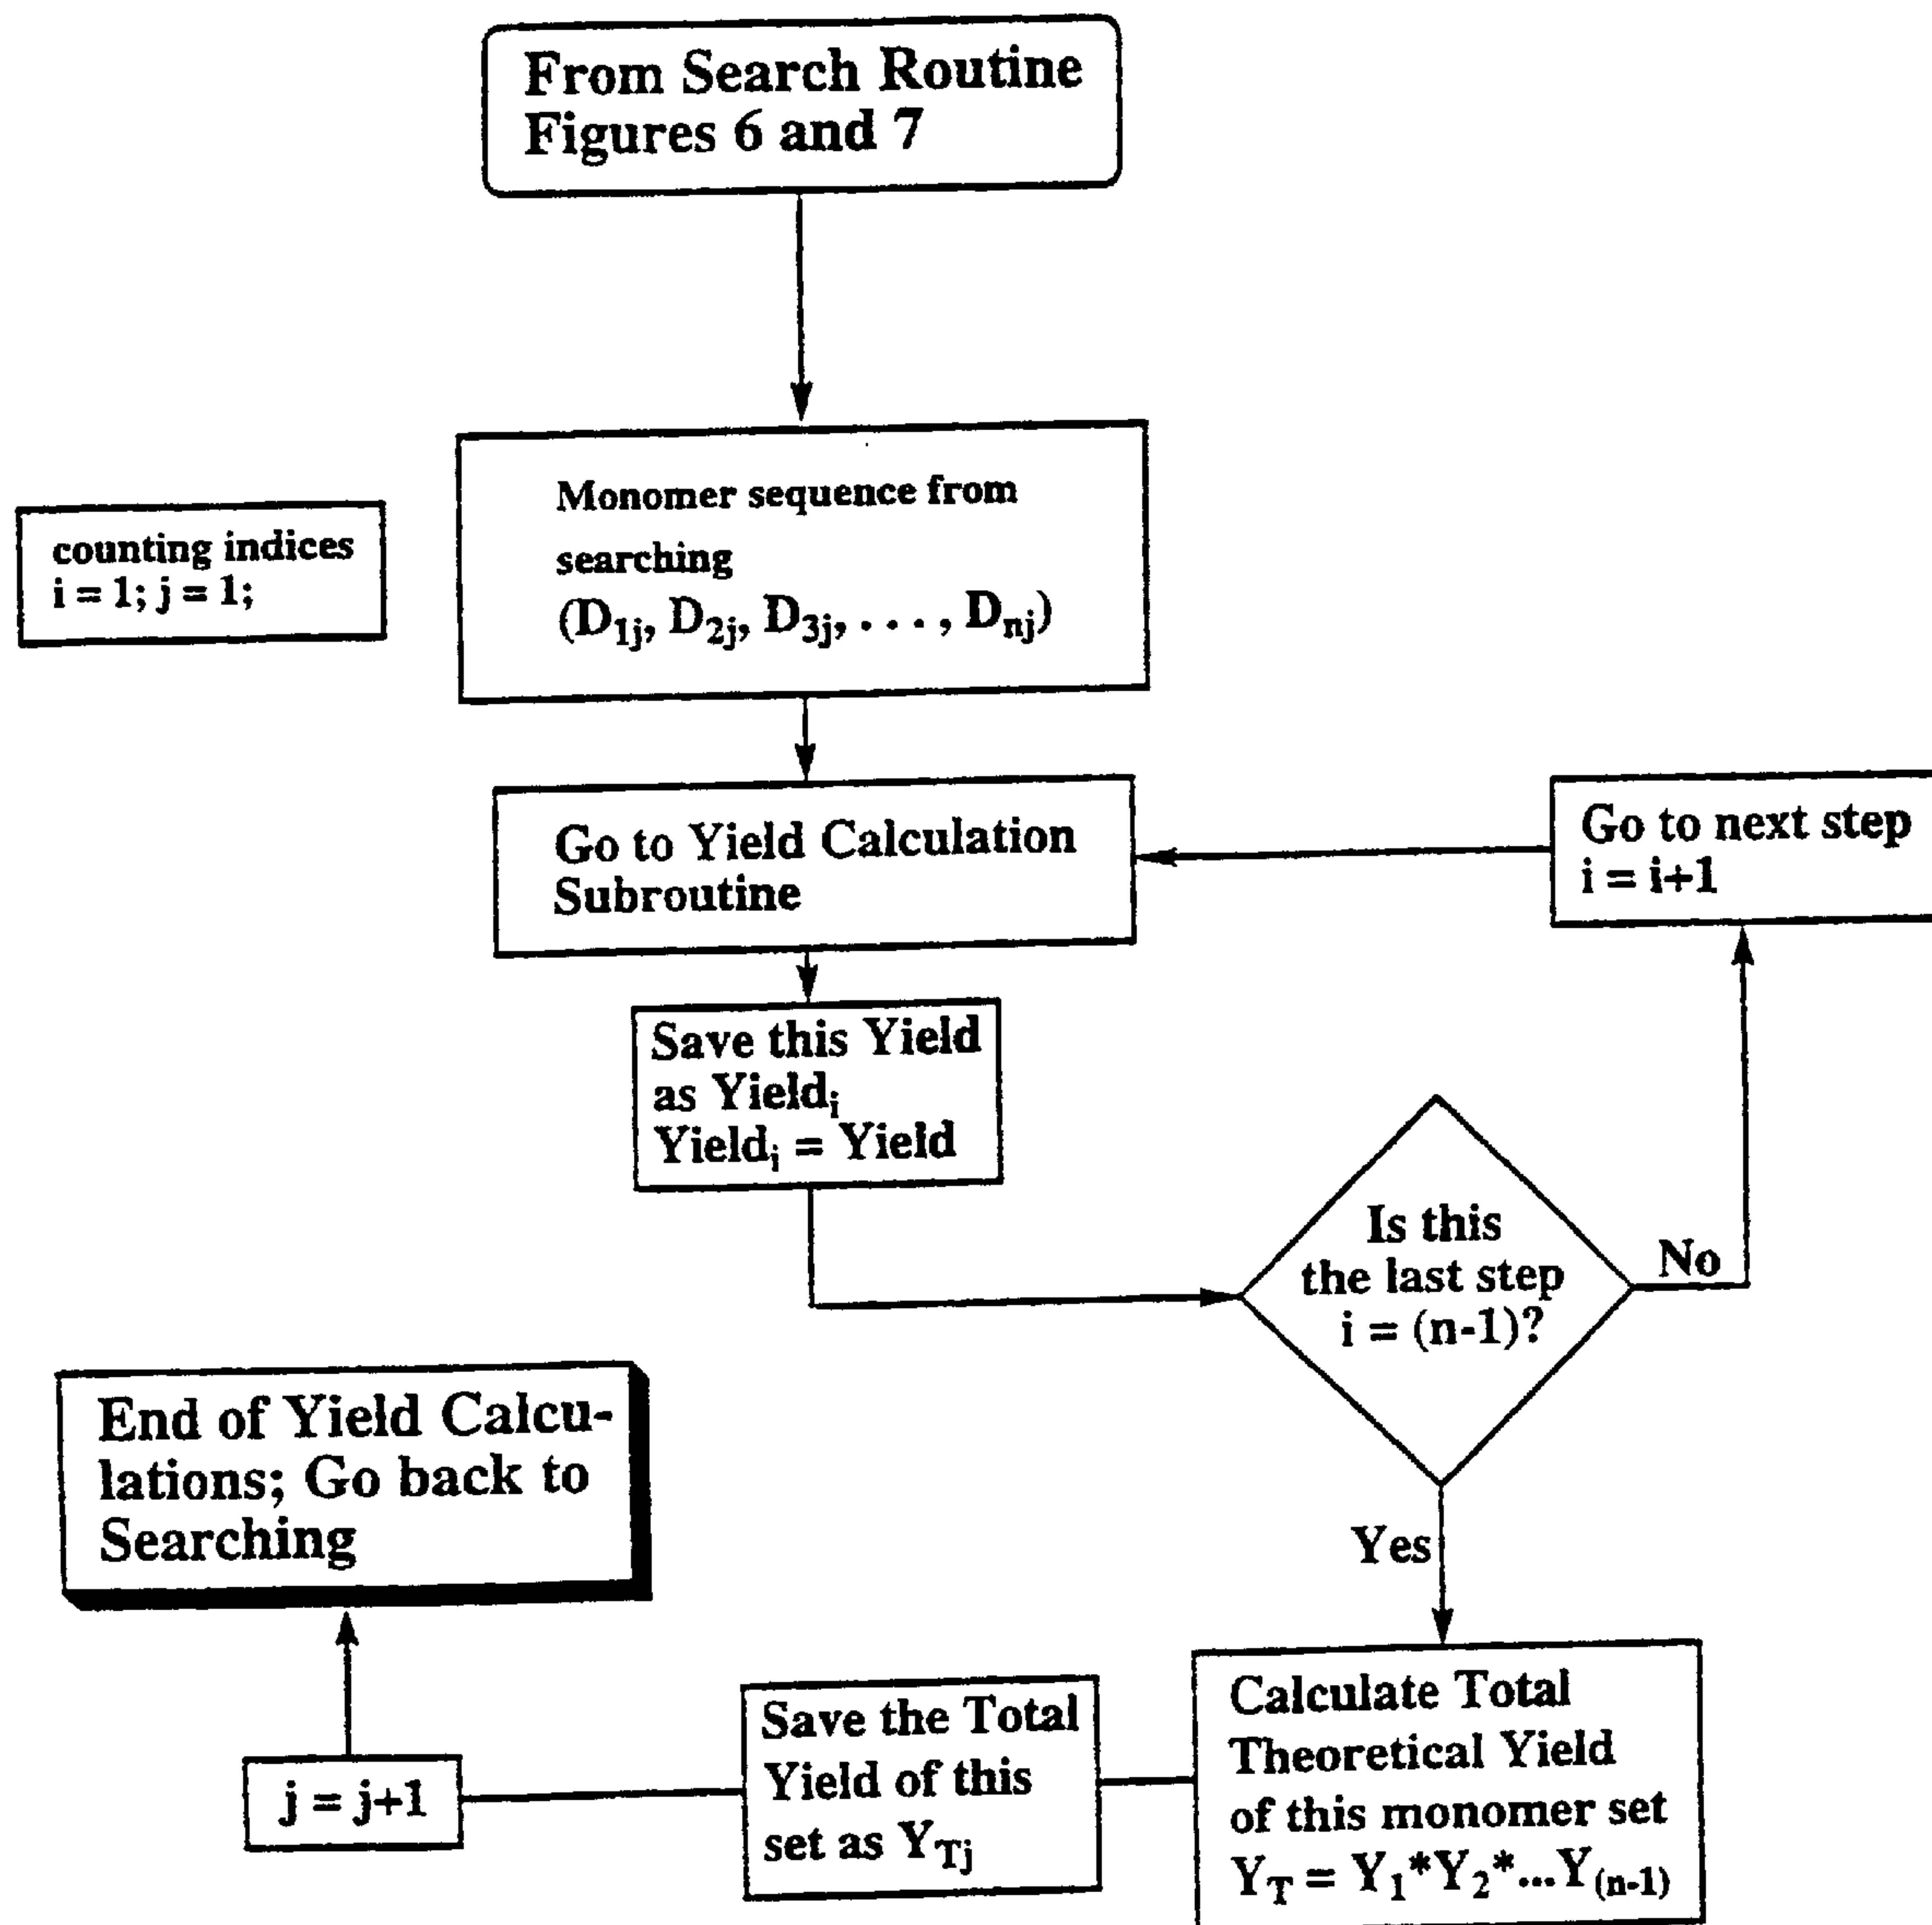 From Search Routine
Figures 6 and 7
Monomer sequence from
searching
(D₁ⱼ, D₂ⱼ, D₃ⱼ, . . . , Dₙⱼ)
counting indices
i = 1; j = 1;
Go to Yield Calculation
Subroutine
Go to next step
i = i+1
Save this Yield
as Yieldᵢ
Yieldᵢ = Yield
Is this
the last step
i = (n-1)?
No
Yes
End of Yield Calcu-
lations; Go back to
Searching
j = j+1
Save the Total
Yield of this
set as Y_Tj
Calculate Total
Theoretical Yield
of this monomer set
Y_T = Y₁*Y₂*...Y₍ₙ₋₁₎